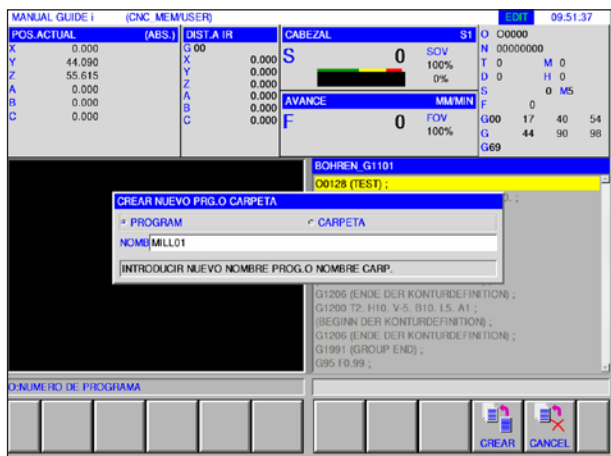 MANUAL GUIDE i (CNC_MEM/USER) EDIT 09:51:37
POS.ACTUAL (ABS.) DIST.A IR CABEZAL S1 O O0000
X 0.000 G 00 N 00000000
Y 44.090 X 0.000 S 0 SOV 100% T 0 M 0
Z 55.615 Y 0.000 0% D 0 H 0
A 0.000 Z 0.000 S 0 M5
B 0.000 A 0.000 AVANCE MM/MIN F 0
C 0.000 B 0.000 F 0 FOV 100% G00 17 40 54
C 0.000 G 44 90 98
G69
BOHREN_G1101
O0128 (TEST) ;
CREAR NUEVO PRG.O CARPETA
PROGRAM CARPETA
NOMB MILL01
INTRODUCIR NUEVO NOMBRE PROG.O NOMBRE CARP.
G1206 (ENDE DER KONTURDEFINITION) ;
G1200 T2. H10. V-5. B10. L5. A1 ;
(BEGINN DER KONTURDEFINITION) ;
G1206 (ENDE DER KONTURDEFINITION) ;
G1991 (GROUP END) ;
G95 F0.99 ;
O:NUMERO DE PROGRAMA
CREAR CANCEL